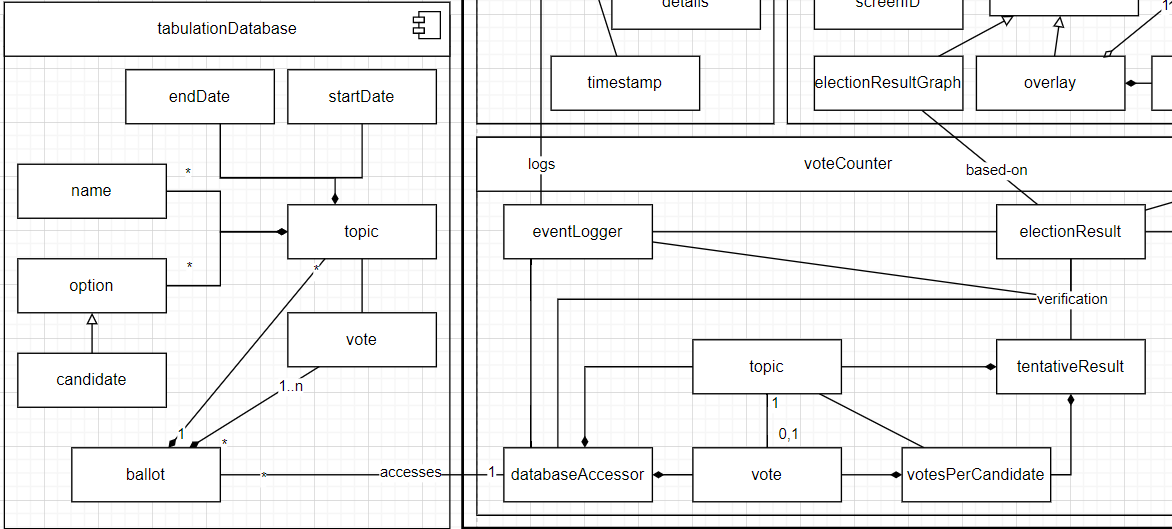 details
screenID
1
tabulationDatabase
endDate
startDate
timestamp
electionResultGraph
overlay
*
name
logs
voteCounter
based-on
topic
eventLogger
electionResult
*
option
*
verification
vote
candidate
1..n
topic
tentativeResult
1
1
*
0,1
ballot
*
accesses
1
databaseAccessor
vote
votesPerCandidate